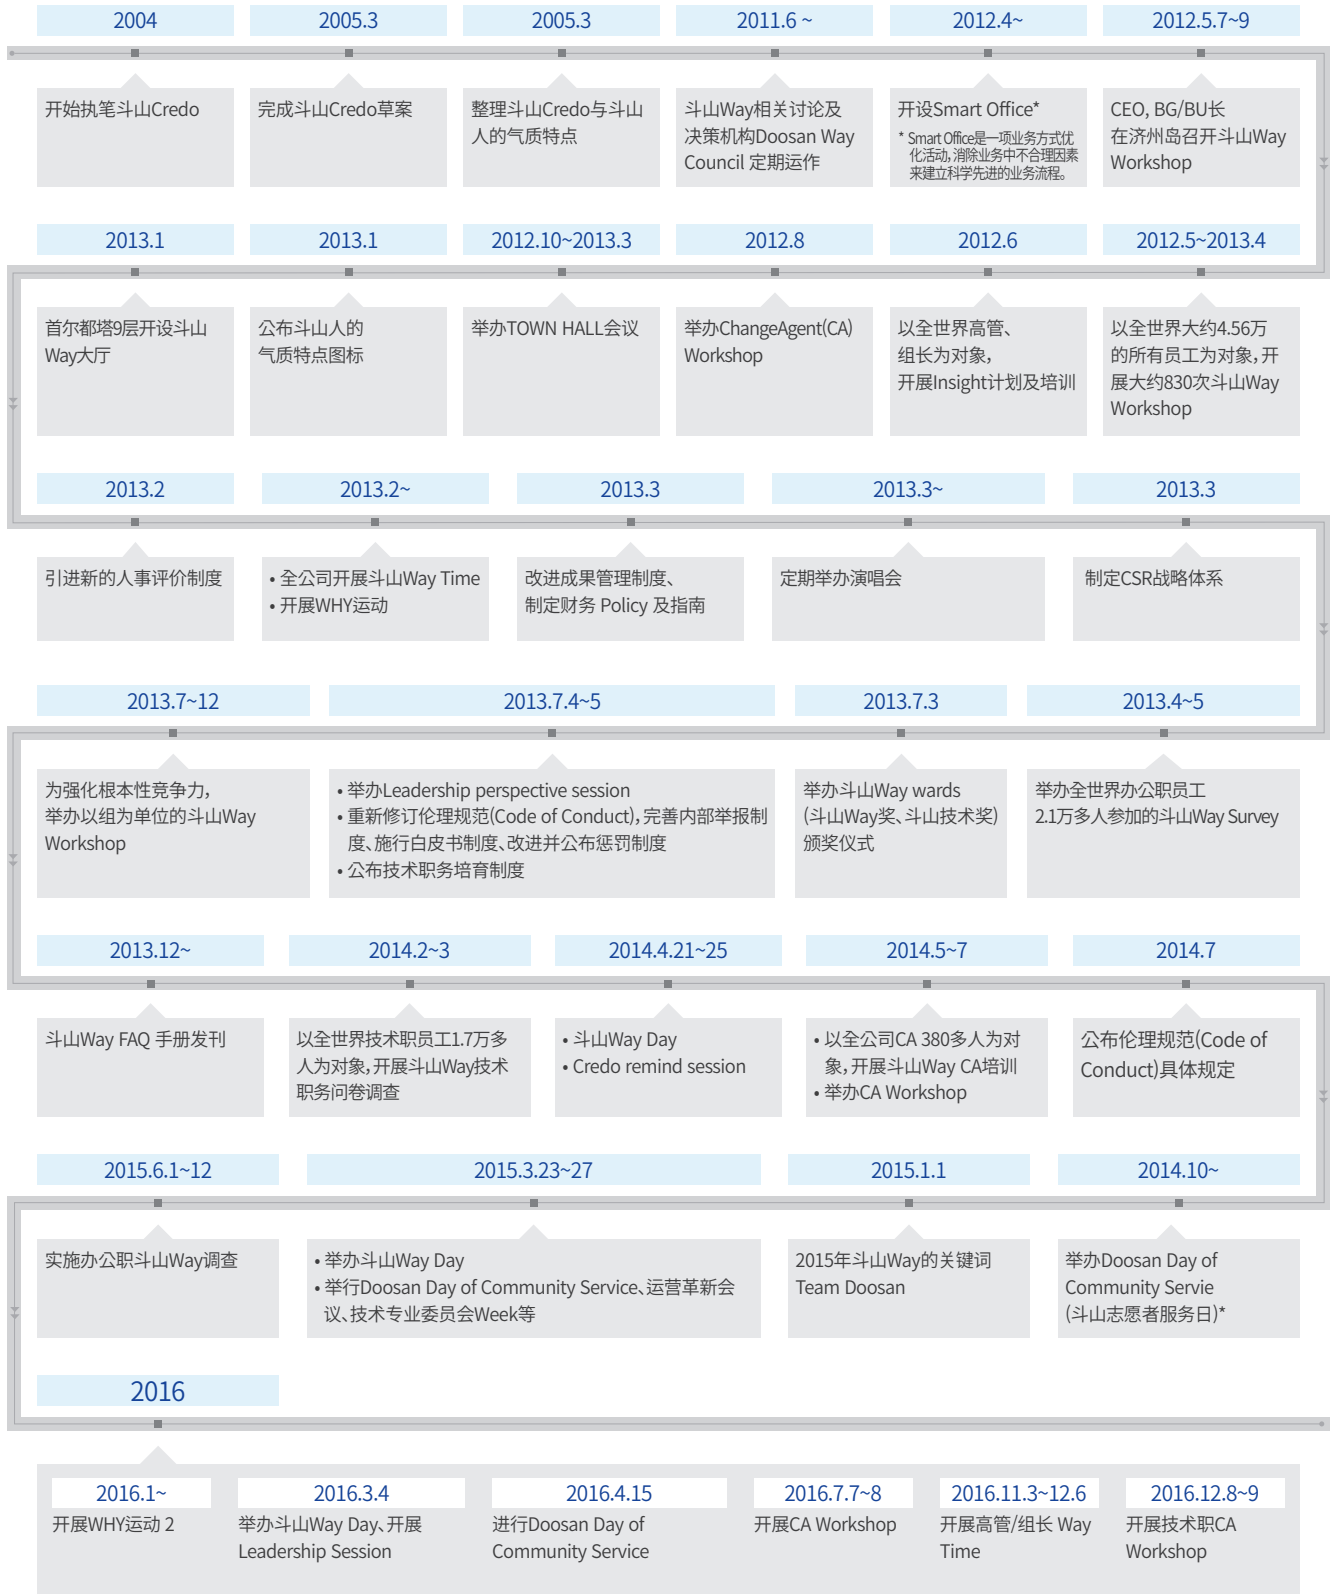 2004
开始执笔斗山Credo
2005.3
完成斗山Credo草案
2005.3
整理斗山Credo与斗山
人的气质特点
2011.6 ~
斗山Way相关讨论及
决策机构Doosan Way
Council 定期运作
2012.4~
开设Smart Office*
* Smart Office是一项业务方式优
化活动,消除业务中不合理因素
来建立科学先进的业务流程。
2012.5.7~9
CEO, BG/BU长
在济州岛召开斗山Way
Workshop
2012.5~2013.4
以全世界大约4.56万
的所有员工为对象,开
展大约830次斗山Way
Workshop
2012.6
以全世界高管、
组长为对象,
开展Insight计划及培训
2012.8
举办ChangeAgent(CA)
Workshop
2012.10~2013.3
举办TOWN HALL会议
2013.1
公布斗山人的
气质特点图标
2013.1
首尔都塔9层开设斗山
Way大厅
2013.2
引进新的人事评价制度
2013.2~
• 全公司开展斗山Way Time
• 开展WHY运动
2013.3
改进成果管理制度、
制定财务 Policy 及指南
2013.3~
定期举办演唱会
2013.3
制定CSR战略体系
2013.4~5
举办全世界办公职员工
2.1万多人参加的斗山Way Survey
2013.7.3
举办斗山Way wards
(斗山Way奖、斗山技术奖)
颁奖仪式
2013.7.4~5
• 举办Leadership perspective session
• 重新修订伦理规范(Code of Conduct),完善内部举报制
度、施行白皮书制度、改进并公布惩罚制度
• 公布技术职务培育制度
2013.7~12
为强化根本性竞争力,
举办以组为单位的斗山Way
Workshop
2013.12~
斗山Way FAQ 手册发刊
2014.2~3
以全世界技术职员工1.7万多
人为对象,开展斗山Way技术
职务问卷调查
2014.4.21~25
• 斗山Way Day
• Credo remind session
2014.5~7
• 以全公司CA 380多人为对
象,开展斗山Way CA培训
• 举办CA Workshop
2014.7
公布伦理规范(Code of
Conduct)具体规定
2014.10~
举办Doosan Day of
Community Servie
(斗山志愿者服务日)*
2015.1.1
2015年斗山Way的关键词
Team Doosan
2015.3.23~27
• 举办斗山Way Day
• 举行Doosan Day of Community Service、运营革新会
议、技术专业委员会Week等
2015.6.1~12
实施办公职斗山Way调查
2016
2016.1~
开展WHY运动 2
2016.3.4
举办斗山Way Day、开展
Leadership Session
2016.4.15
进行Doosan Day of
Community Service
2016.7.7~8
开展CA Workshop
2016.11.3~12.6
开展高管/组长 Way
Time
2016.12.8~9
开展技术职CA
Workshop